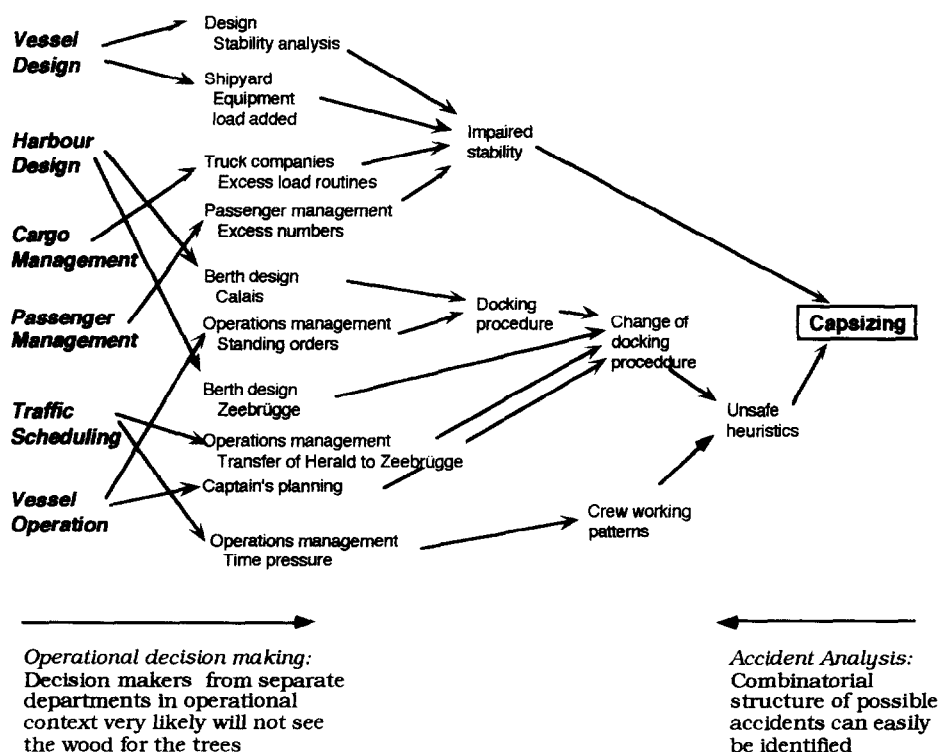 Vessel
Design
Harbour
Design
Cargo
Management
Passenger
Management
Traffic
Scheduling
Vessel
Operation
Design
Stability analysis
Shipyard
Equipment
load added
Truck companies
Excess load routines
Passenger management
Excess numbers
Berth design
Calais
Operations management
Standing orders
Berth design
Zeebrügge
Operations management
Transfer of Herald to Zeebrügge
Captain's planning
Operations management
Time pressure
Impaired
stability
Docking
procedure
Change of
docking
proceddure
Unsafe
heuristics
Crew working
patterns
Capsizing
Operational decision making:
Decision makers from separate
departments in operational
context very likely will not see
the wood for the trees
Accident Analysis:
Combinatorial
structure of possible
accidents can easily
be identified